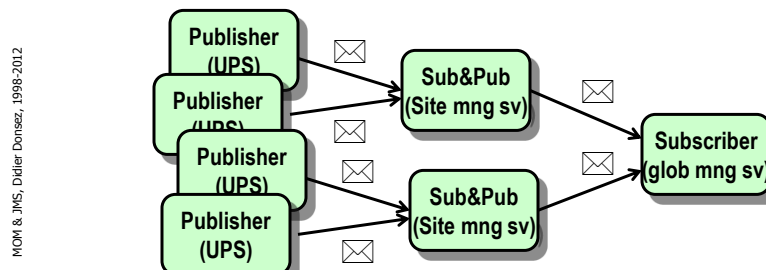 MOM & JMS, Didier Donsez, 1998-2012
Publisher
(UPS)
Publisher
(UPS)
Publisher
(UPS)
Publisher
(UPS)
Sub&Pub
(Site mng sv)
Sub&Pub
(Site mng sv)
Subscriber
(glob mng sv)